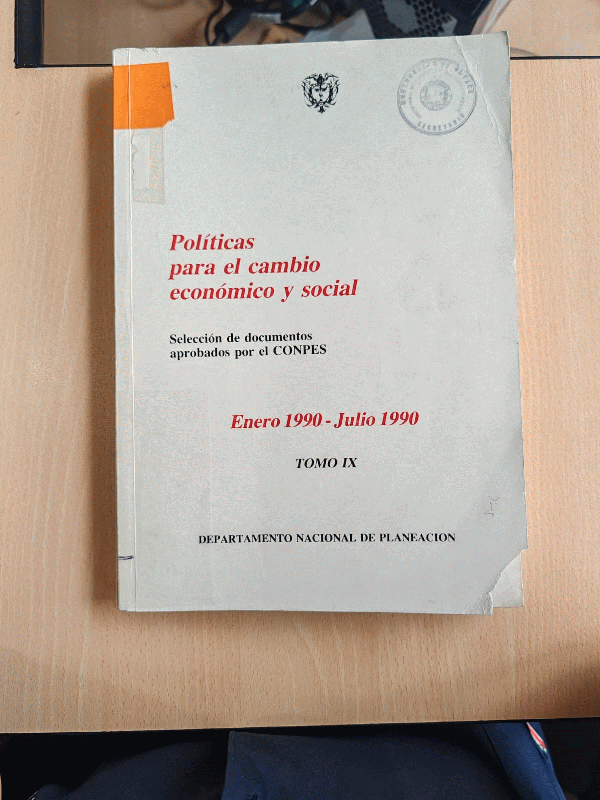 Políticas
para el cambio
económico y social
Selección de documentos
aprobados por el CONPES
Enero 1990 - Julio 1990
TOMO IX
DEPARTAMENTO NACIONAL DE PLANEACION
SECRETARIA